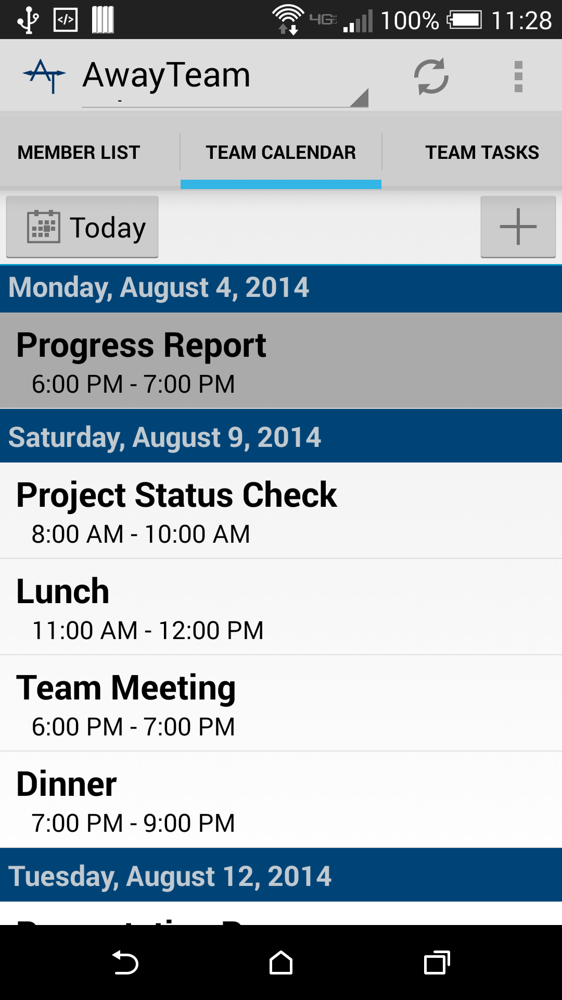 4G LTE 100% 11:28
AwayTeam
-
MEMBER LIST TEAM CALENDAR TEAM TASKS
Today
Monday, August 4, 2014
Progress Report
6:00 PM - 7:00 PM
Saturday, August 9, 2014
Project Status Check
8:00 AM - 10:00 AM
Lunch
11:00 AM - 12:00 PM
Team Meeting
6:00 PM - 7:00 PM
Dinner
7:00 PM - 9:00 PM
Tuesday, August 12, 2014